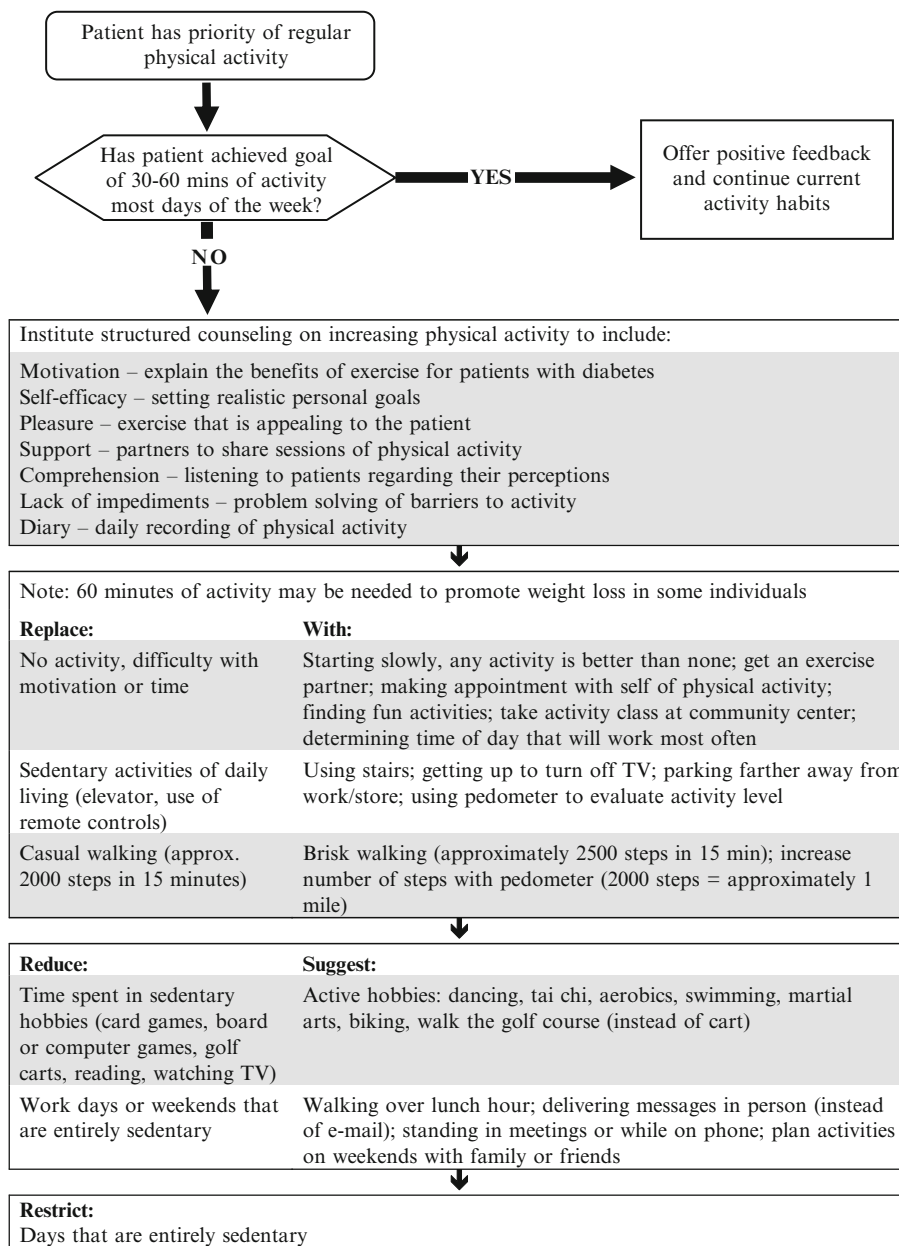 Patient has priority of regular
physical activity
Has patient achieved goal
of 30-60 mins of activity
most days of the week?
YES
Offer positive feedback
and continue current
activity habits
NO
Institute structured counseling on increasing physical activity to include:
Motivation – explain the benefits of exercise for patients with diabetes
Self-efficacy – setting realistic personal goals
Pleasure – exercise that is appealing to the patient
Support – partners to share sessions of physical activity
Comprehension – listening to patients regarding their perceptions
Lack of impediments – problem solving of barriers to activity
Diary – daily recording of physical activity
Note: 60 minutes of activity may be needed to promote weight loss in some individuals
Replace: With:
No activity, difficulty with
motivation or time
Starting slowly, any activity is better than none; get an exercise
partner; making appointment with self of physical activity;
finding fun activities; take activity class at community center;
determining time of day that will work most often
Sedentary activities of daily
living (elevator, use of
remote controls)
Using stairs; getting up to turn off TV; parking farther away from
work/store; using pedometer to evaluate activity level
Casual walking (approx.
2000 steps in 15 minutes)
Brisk walking (approximately 2500 steps in 15 min); increase
number of steps with pedometer (2000 steps = approximately 1
mile)
Reduce: Suggest:
Time spent in sedentary
hobbies (card games, board
or computer games, golf
carts, reading, watching TV)
Active hobbies: dancing, tai chi, aerobics, swimming, martial
arts, biking, walk the golf course (instead of cart)
Work days or weekends that
are entirely sedentary
Walking over lunch hour; delivering messages in person (instead
of e-mail); standing in meetings or while on phone; plan activities
on weekends with family or friends
Restrict:
Days that are entirely sedentary